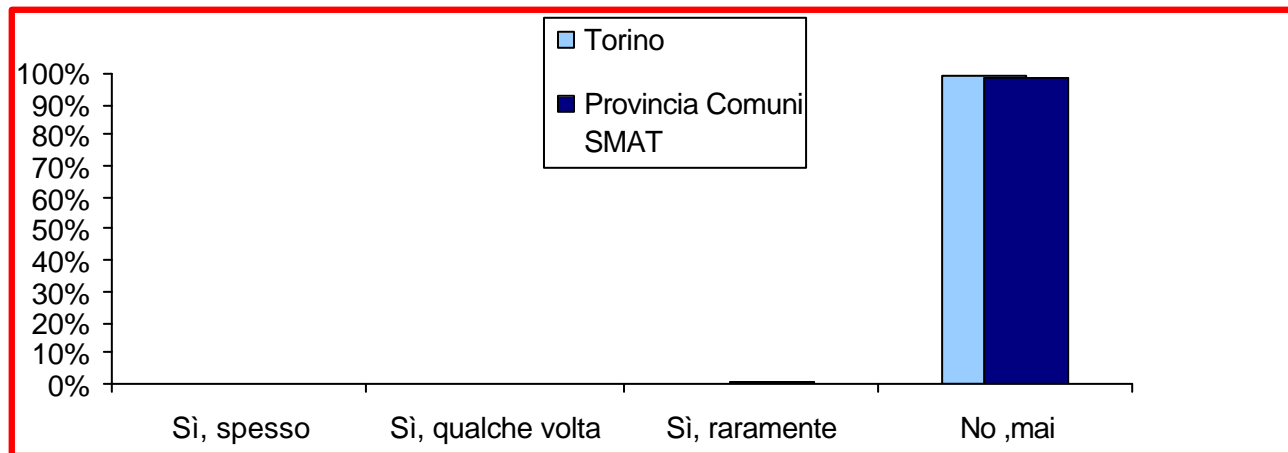 Torino
Provincia Comuni
SMAT
100%
90%
80%
70%
60%
50%
40%
30%
20%
10%
0%
Sì, spesso
Sì, qualche volta
Sì, raramente
No ,mai